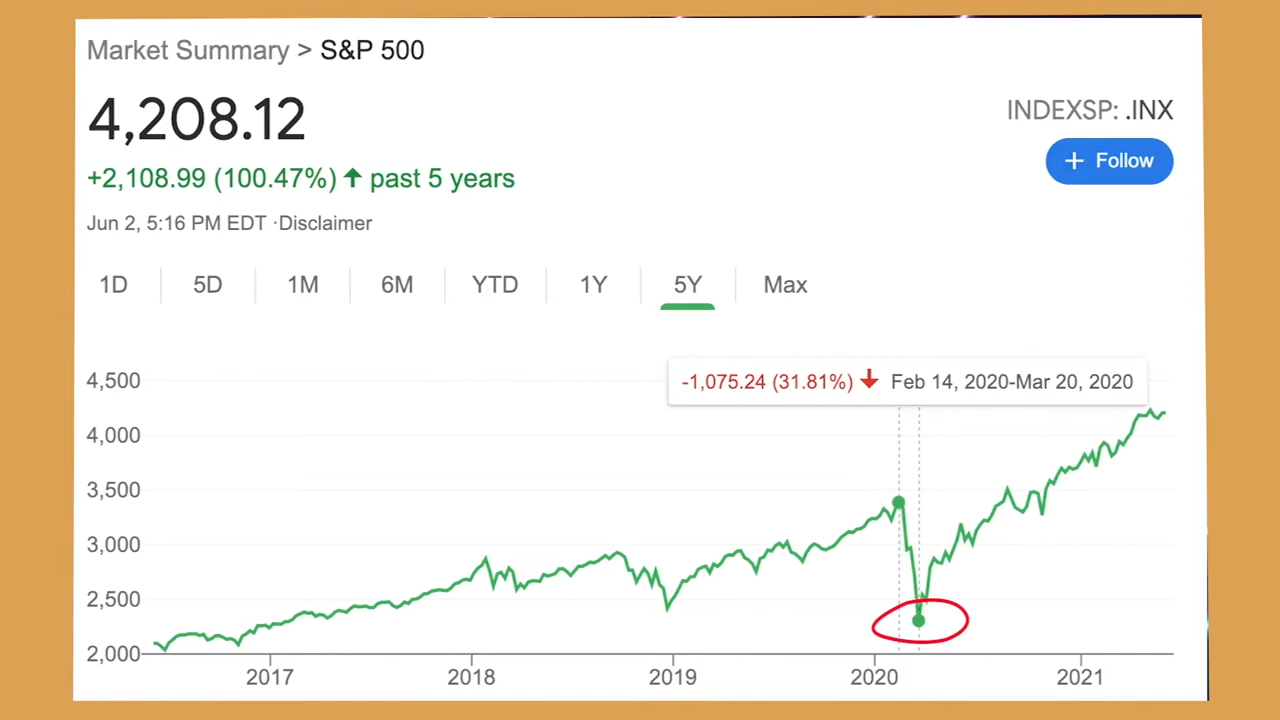 Market Summary > S&P 500
4,208.12
INDEXSP: .INX
+ Follow
+2,108.99 (100.47%) ↑ past 5 years
Jun 2, 5:16 PM EDT ·Disclaimer
1D 5D 1M 6M YTD 1Y 5Y Max
-1,075.24 (31.81%) ↓ Feb 14, 2020-Mar 20, 2020
4,500
4,000
3,500
3,000
2,500
2,000
2017 2018 2019 2020 2021